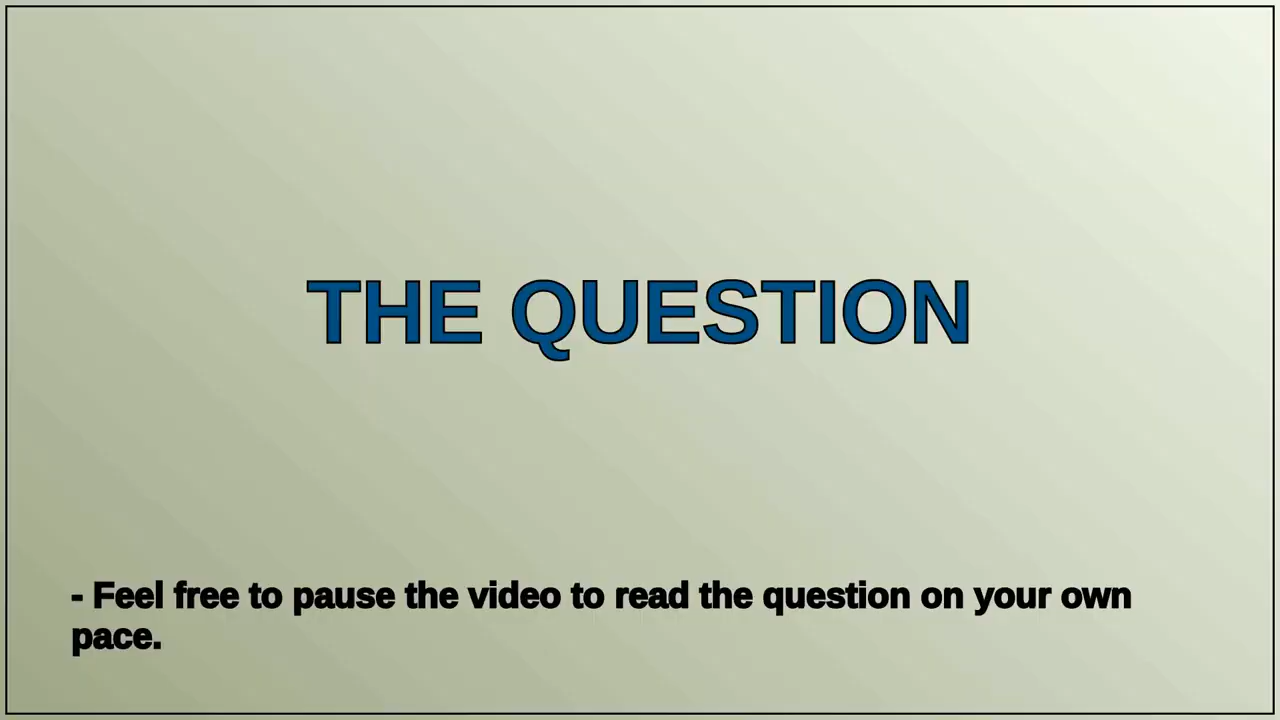 THE QUESTION
- Feel free to pause the video to read the question on your own
pace.